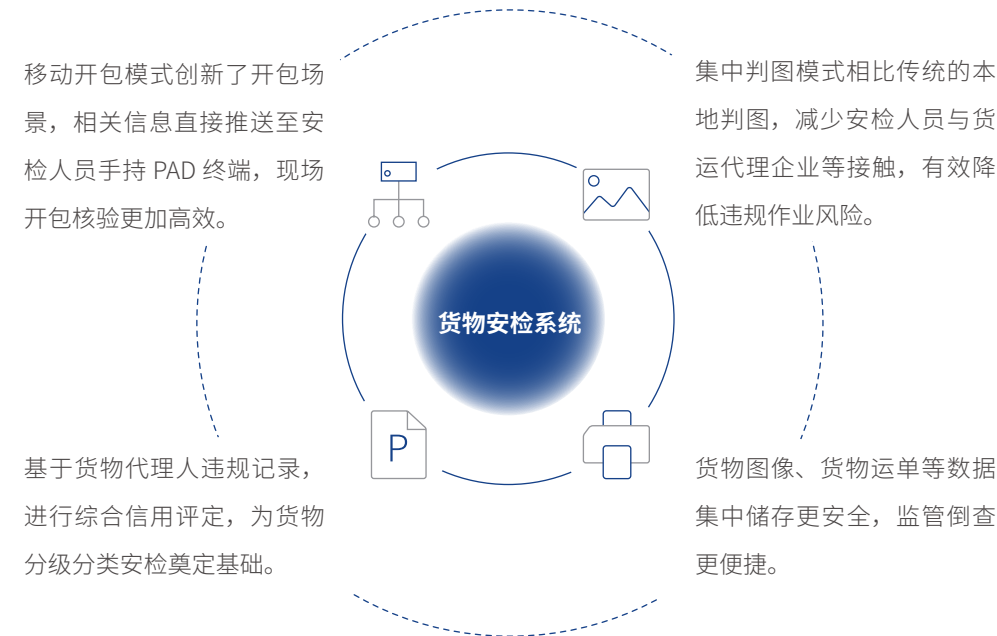 移动开包模式创新了开包场
景，相关信息直接推送至安
检人员手持 PAD 终端，现场
开包核验更加高效。
集中判图模式相比传统的本
地判图，减少安检人员与货
运代理企业等接触，有效降
低违规作业风险。
货物安检系统
P
基于货物代理人违规记录，
进行综合信用评定，为货物
分级分类安检奠定基础。
货物图像、货物运单等数据
集中储存更安全，监管倒查
更便捷。